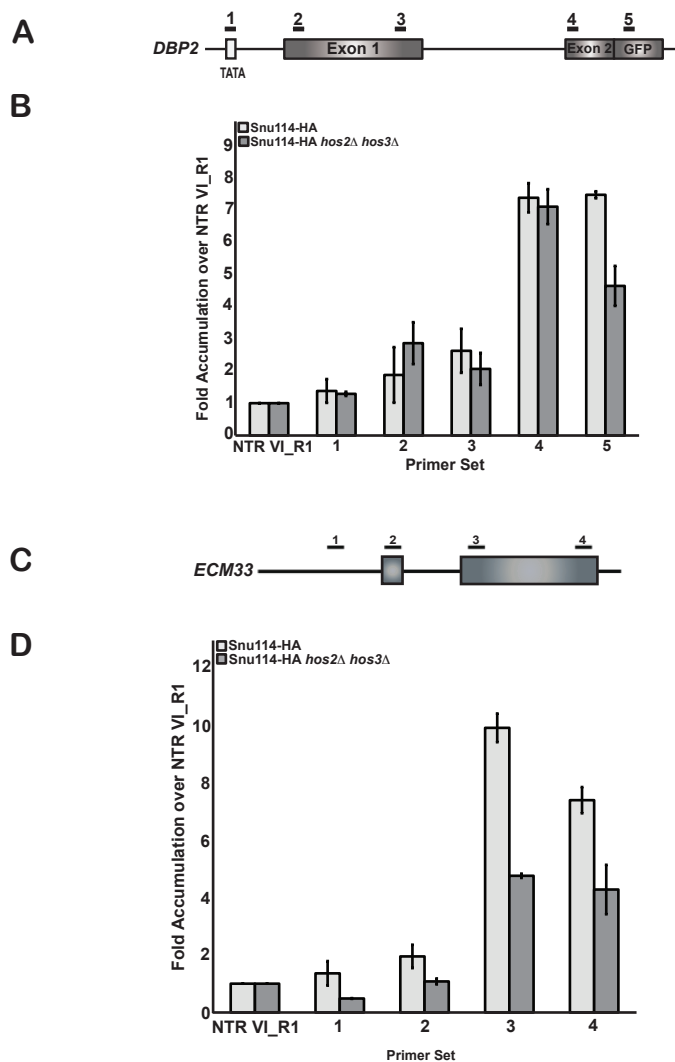 A
1 2 3 4 5
DBP2 Exon 1 Exon 2 GFP
TATA
B
Snu114-HA
Snu114-HA hos2Δ hos3Δ
Fold Accumulation over NTR VI_R1
9
8
7
6
5
4
3
2
1
0
NTR VI_R1 1 2 3 4 5
Primer Set
C
1 2 3 4
ECM33
D
Snu114-HA
Snu114-HA hos2Δ hos3Δ
Fold Accumulation over NTR VI_R1
12
10
8
6
4
2
0
NTR VI_R1 1 2 3 4
Primer Set